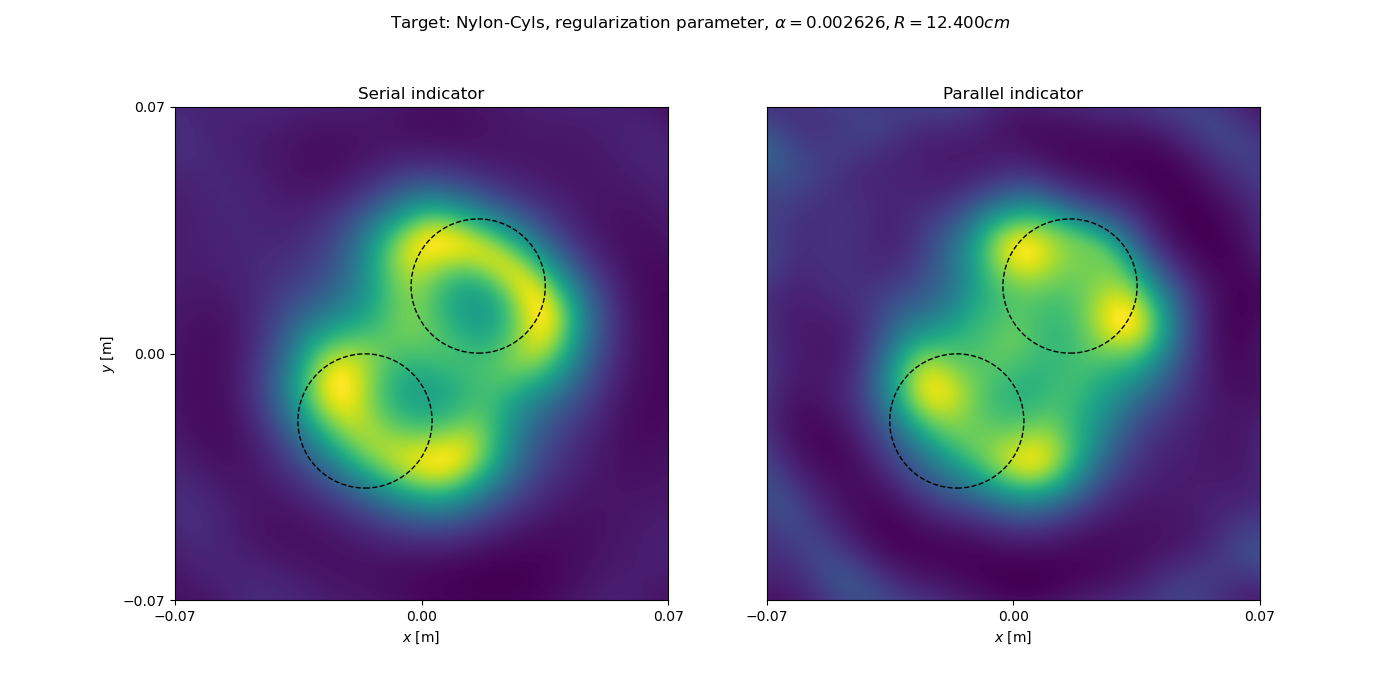 Target: Nylon-Cyls, regularization parameter, α = 0.002626, R = 12.400cm
Serial indicator
Parallel indicator
0.07
0.00
−0.07
y [m]
−0.07 0.00 0.07
−0.07 0.00 0.07
x [m]
x [m]